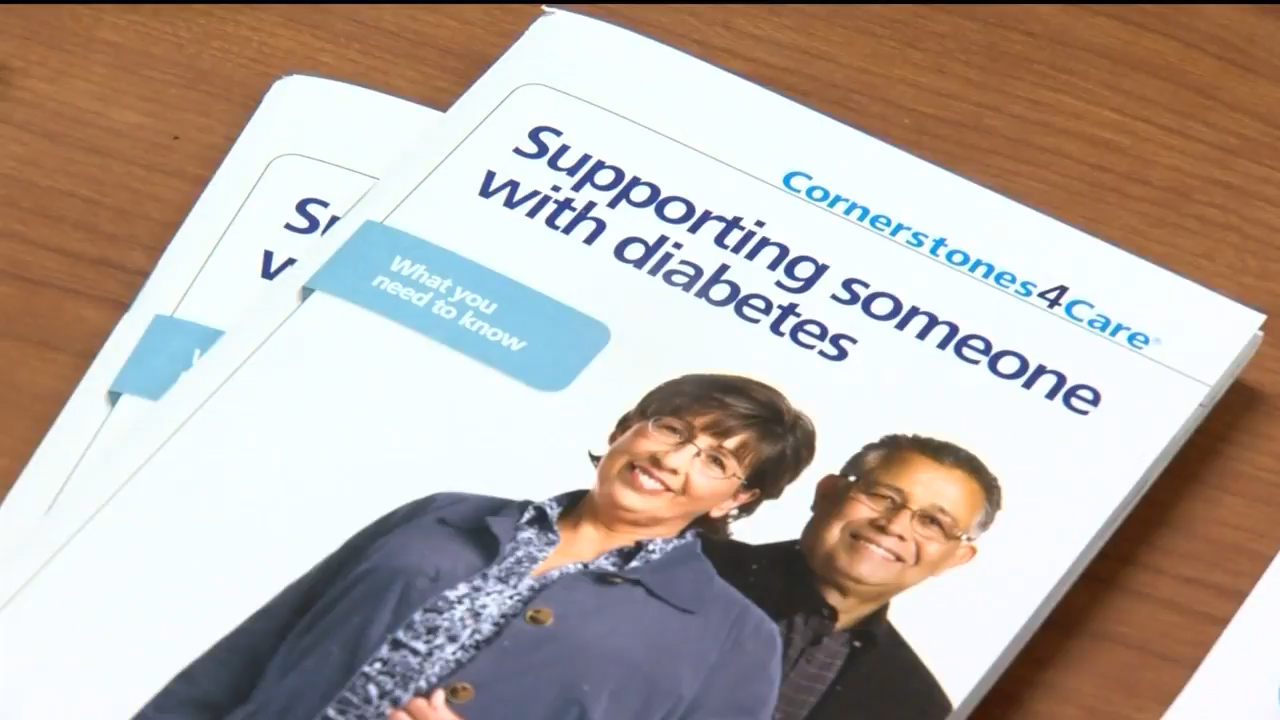 Cornerstones4Care®
Supporting someone
with diabetes
What you
need to know